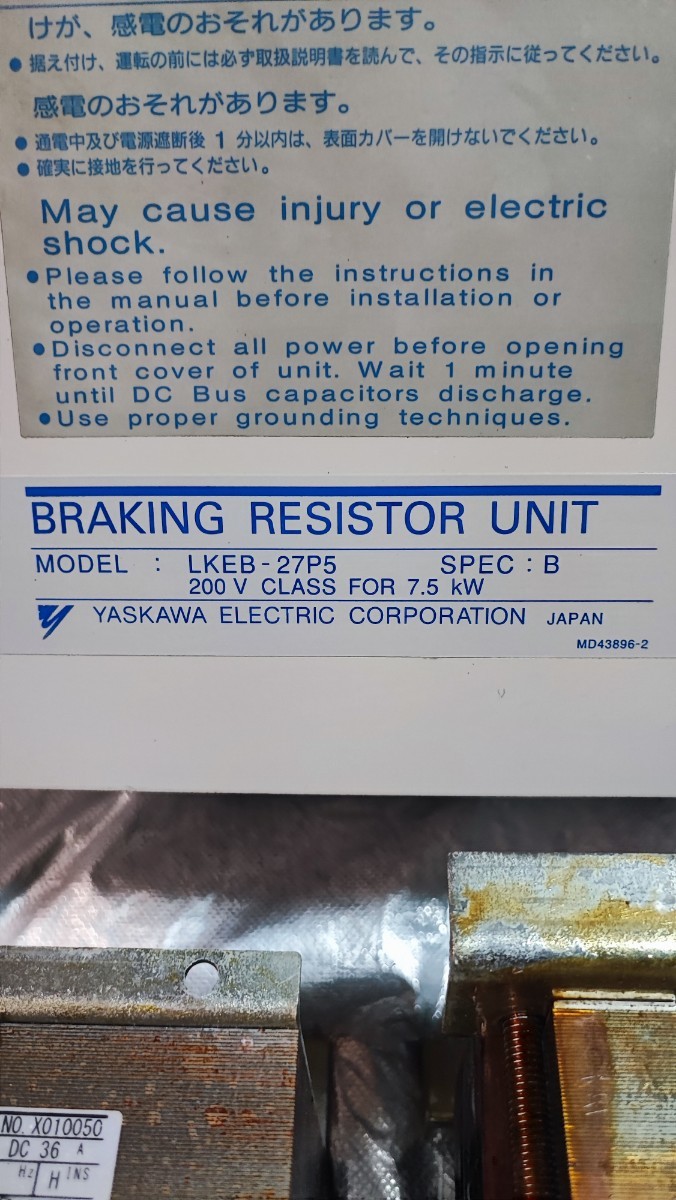 けが、感電のおそれがあります。
● 据え付け、運転の前には必ず取扱説明書を読んで、その指示に従ってください。
感電のおそれがあります。
● 通電中及び電源遮断後 1 分以内は、表面カバーを開けないでください。
● 確実に接地を行ってください。
May cause injury or electric
shock.
●Please follow the instructions in
the manual before installation or
operation.
●Disconnect all power before opening
front cover of unit. Wait 1 minute
until DC Bus capacitors discharge.
●Use proper grounding techniques.
BRAKING RESISTOR UNIT
MODEL : LKEB-27P5 SPEC : B
200 V CLASS FOR 7.5 kW
YASKAWA ELECTRIC CORPORATION JAPAN
MD43896-2
NO. X010050
DC 36 A
Hz H INS